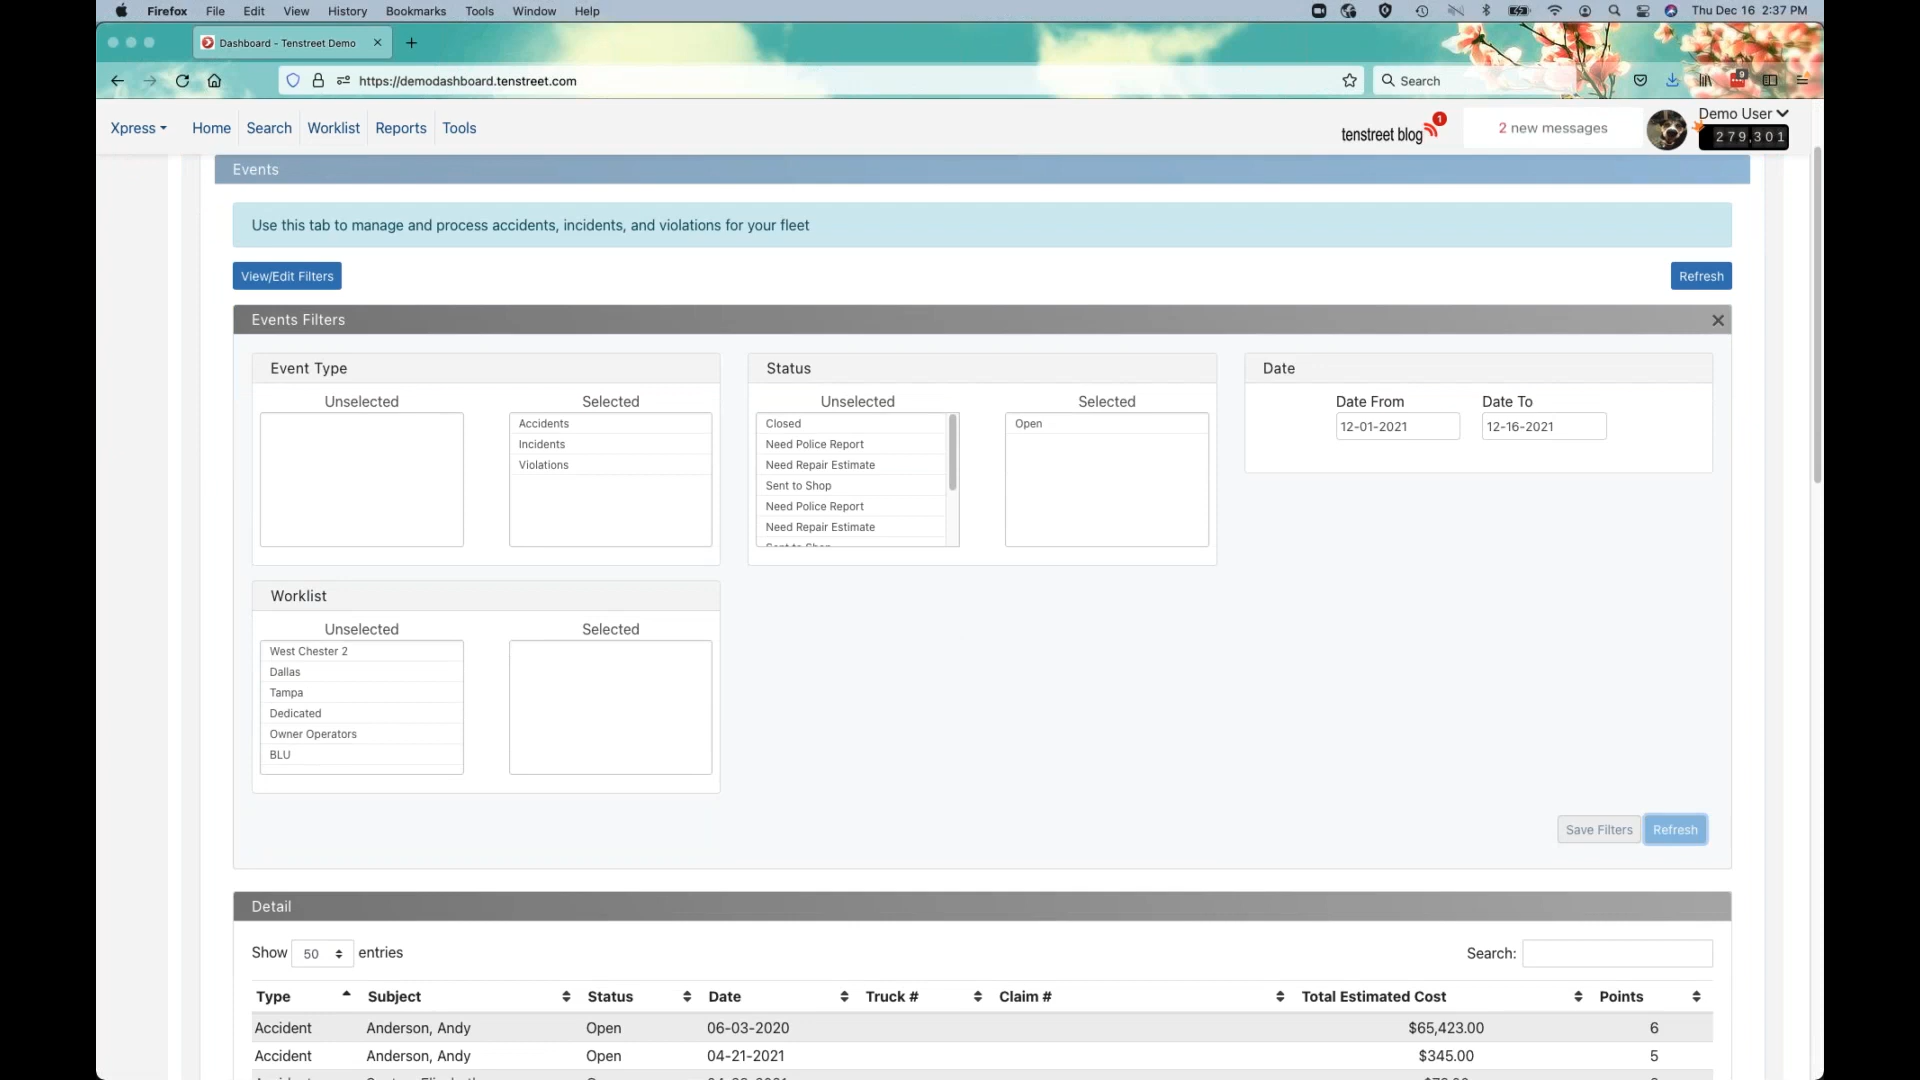 Firefox File Edit View History Bookmarks Tools Window Help Thu Dec 16 2:37 PM
Dashboard - Tenstreet Demo
https://demodashboard.tenstreet.com Search 9
Xpress Home Search Worklist Reports Tools tenstreet blog 1 2 new messages Demo User
279,301
Events
Use this tab to manage and process accidents, incidents, and violations for your fleet
View/Edit Filters Refresh
Events Filters
Event Type Status Date
Unselected Selected Unselected Selected Date From Date To
Accidents Closed Open 12-01-2021 12-16-2021
Incidents Need Police Report
Violations Need Repair Estimate
Sent to Shop
Need Police Report
Need Repair Estimate
Sent to Shop
Worklist
Unselected Selected
West Chester 2
Dallas
Tampa
Dedicated
Owner Operators
BLU
Save Filters Refresh
Detail
Show 50 entries Search:
Type Subject Status Date Truck # Claim # Total Estimated Cost Points
Accident Anderson, Andy Open 06-03-2020 $65,423.00 6
Accident Anderson, Andy Open 04-21-2021 $345.00 5